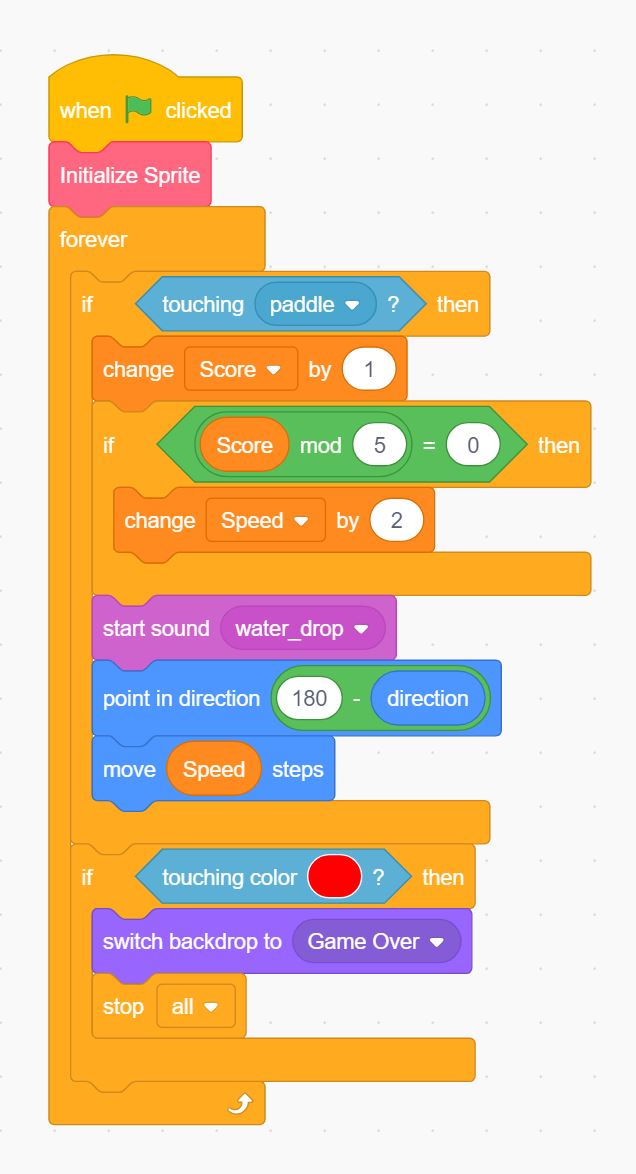 when clicked
Initialize Sprite
forever
if touching paddle ? then
change Score by 1
if Score mod 5 = 0 then
change Speed by 2
start sound water_drop
point in direction 180 - direction
move Speed steps
if touching color ? then
switch backdrop to Game Over
stop all